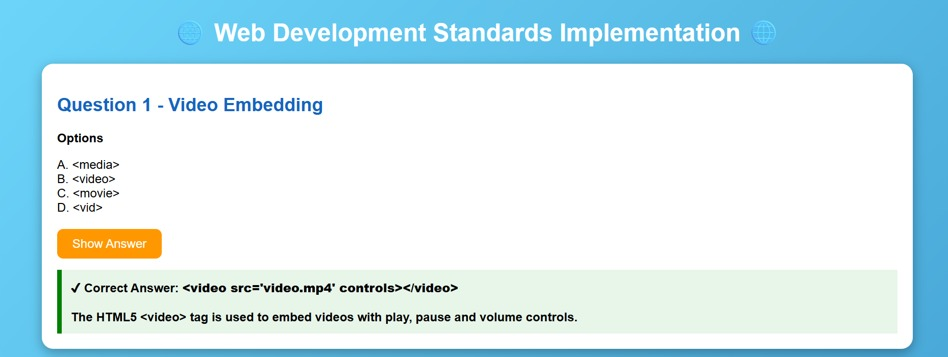 🌐 Web Development Standards Implementation 🌐
Question 1 - Video Embedding
Options
A. <media>
B. <video>
C. <movie>
D. <vid>
Show Answer
✓ Correct Answer: <video src='video.mp4' controls></video>
The HTML5 <video> tag is used to embed videos with play, pause and volume controls.